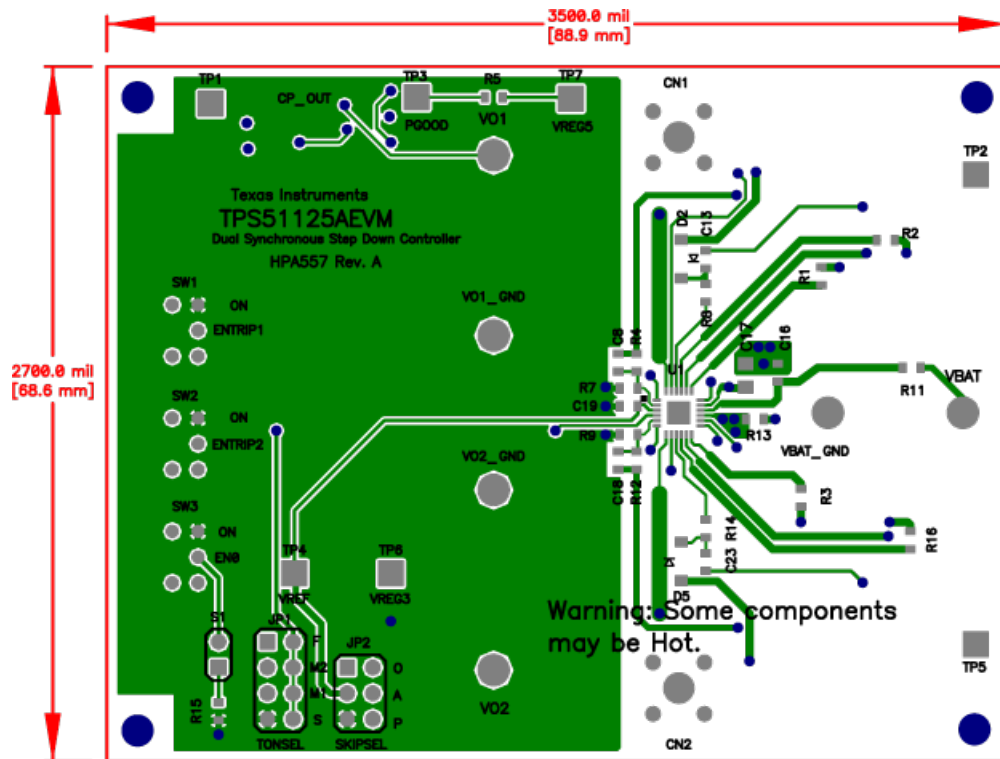 3500.0 mil
[88.9 mm]
TP1
TP3
R5
TP7
CN1
CP_OUT
PGOOD
VO1
VREG5
TP2
Texas Instruments
TPS51125AEVM
Dual Synchronous Step Down Controller
HPA557 Rev. A
D2
C13
R2
R1
SW1
ON
ENTRIP1
VO1_GND
R8
C8
R4
C17
C16
U1
2700.0 mil
[68.6 mm]
R7
C19
R9
R11
VBAT
SW2
ON
ENTRIP2
R13
VBAT_GND
VO2_GND
C18
R12
SW3
ON
EN0
R3
R14
R16
C23
TP4
TP6
VREF
VREG3
D5
Warning: Some components
may be Hot.
S1
JP1
F
M2
M1
S
JP2
O
A
P
TP5
R15
VO2
TONSEL
SKIPSEL
CN2